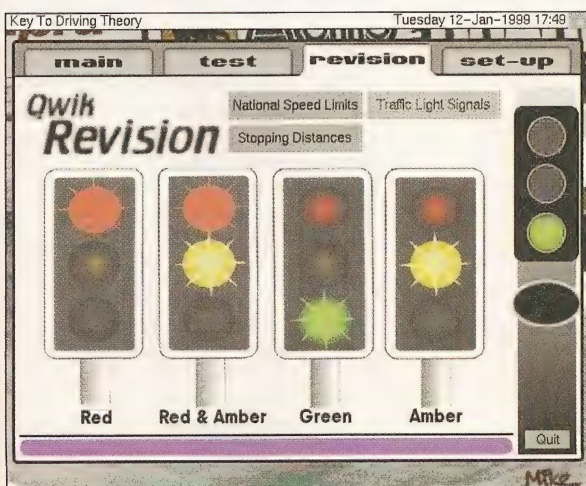 Key To Driving Theory
Tuesday 12-Jan-1999 17:49
main
test
revision
set-up
Qwik
Revision
National Speed Limits
Traffic Light Signals
Stopping Distances
Red
Red & Amber
Green
Amber
Quit
Mike